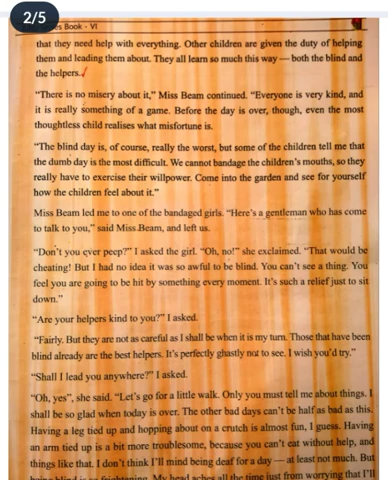 2/5
es Book - VI
that they need help with everything. Other children are given the duty of helping
them and leading them about. They all learn so much this way — both the blind and
the helpers.
“There is no misery about it,” Miss Beam continued. “Everyone is very kind, and
it is really something of a game. Before the day is over, though, even the most
thoughtless child realises what misfortune is.
“The blind day is, of course, really the worst, but some of the children tell me that
the dumb day is the most difficult. We cannot bandage the children’s mouths, so they
really have to exercise their willpower. Come into the garden and see for yourself
how the children feel about it.”
Miss Beam led me to one of the bandaged girls. “Here’s a gentleman who has come
to talk to you,” said Miss Beam, and left us.
“Don’t you ever peep?” I asked the girl. “Oh, no!” she exclaimed. “That would be
cheating! But I had no idea it was so awful to be blind. You can’t see a thing. You
feel you are going to be hit by something every moment. It’s such a relief just to sit
down.”
“Are your helpers kind to you?” I asked.
“Fairly. But they are not as careful as I shall be when it is my turn. Those that have been
blind already are the best helpers. It’s perfectly ghastly not to see. I wish you’d try.”
“Shall I lead you anywhere?” I asked.
“Oh, yes”, she said. “Let’s go for a little walk. Only you must tell me about things. I
shall be so glad when today is over. The other bad days can’t be half as bad as this.
Having a leg tied up and hopping about on a crutch is almost fun, I guess. Having
an arm tied up is a bit more troublesome, because you can’t eat without help, and
things like that. I don’t think I’ll mind being deaf for a day — at least not much. But
being blind is so frightening. My head aches all the time just from worrying that I’ll